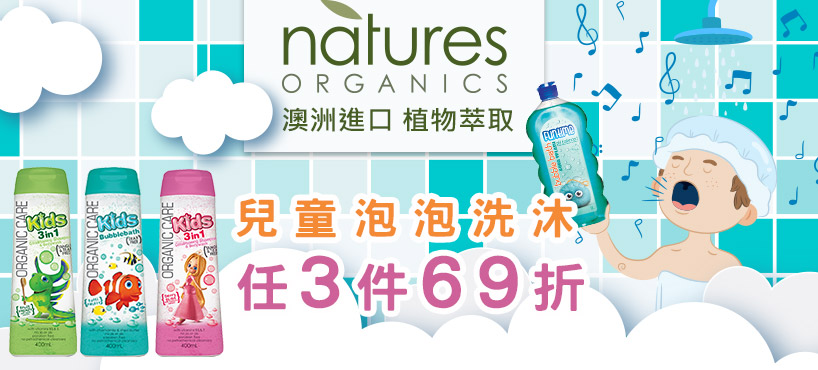 natures
ORGANICS
澳洲進口 植物萃取
兒童泡泡洗沐
任3件69折
ORGANIC CARE
Kids
3in1
400mL
ORGANIC CARE
Kids
Bubblebath
400mL
ORGANIC CARE
Kids
3in1
400mL